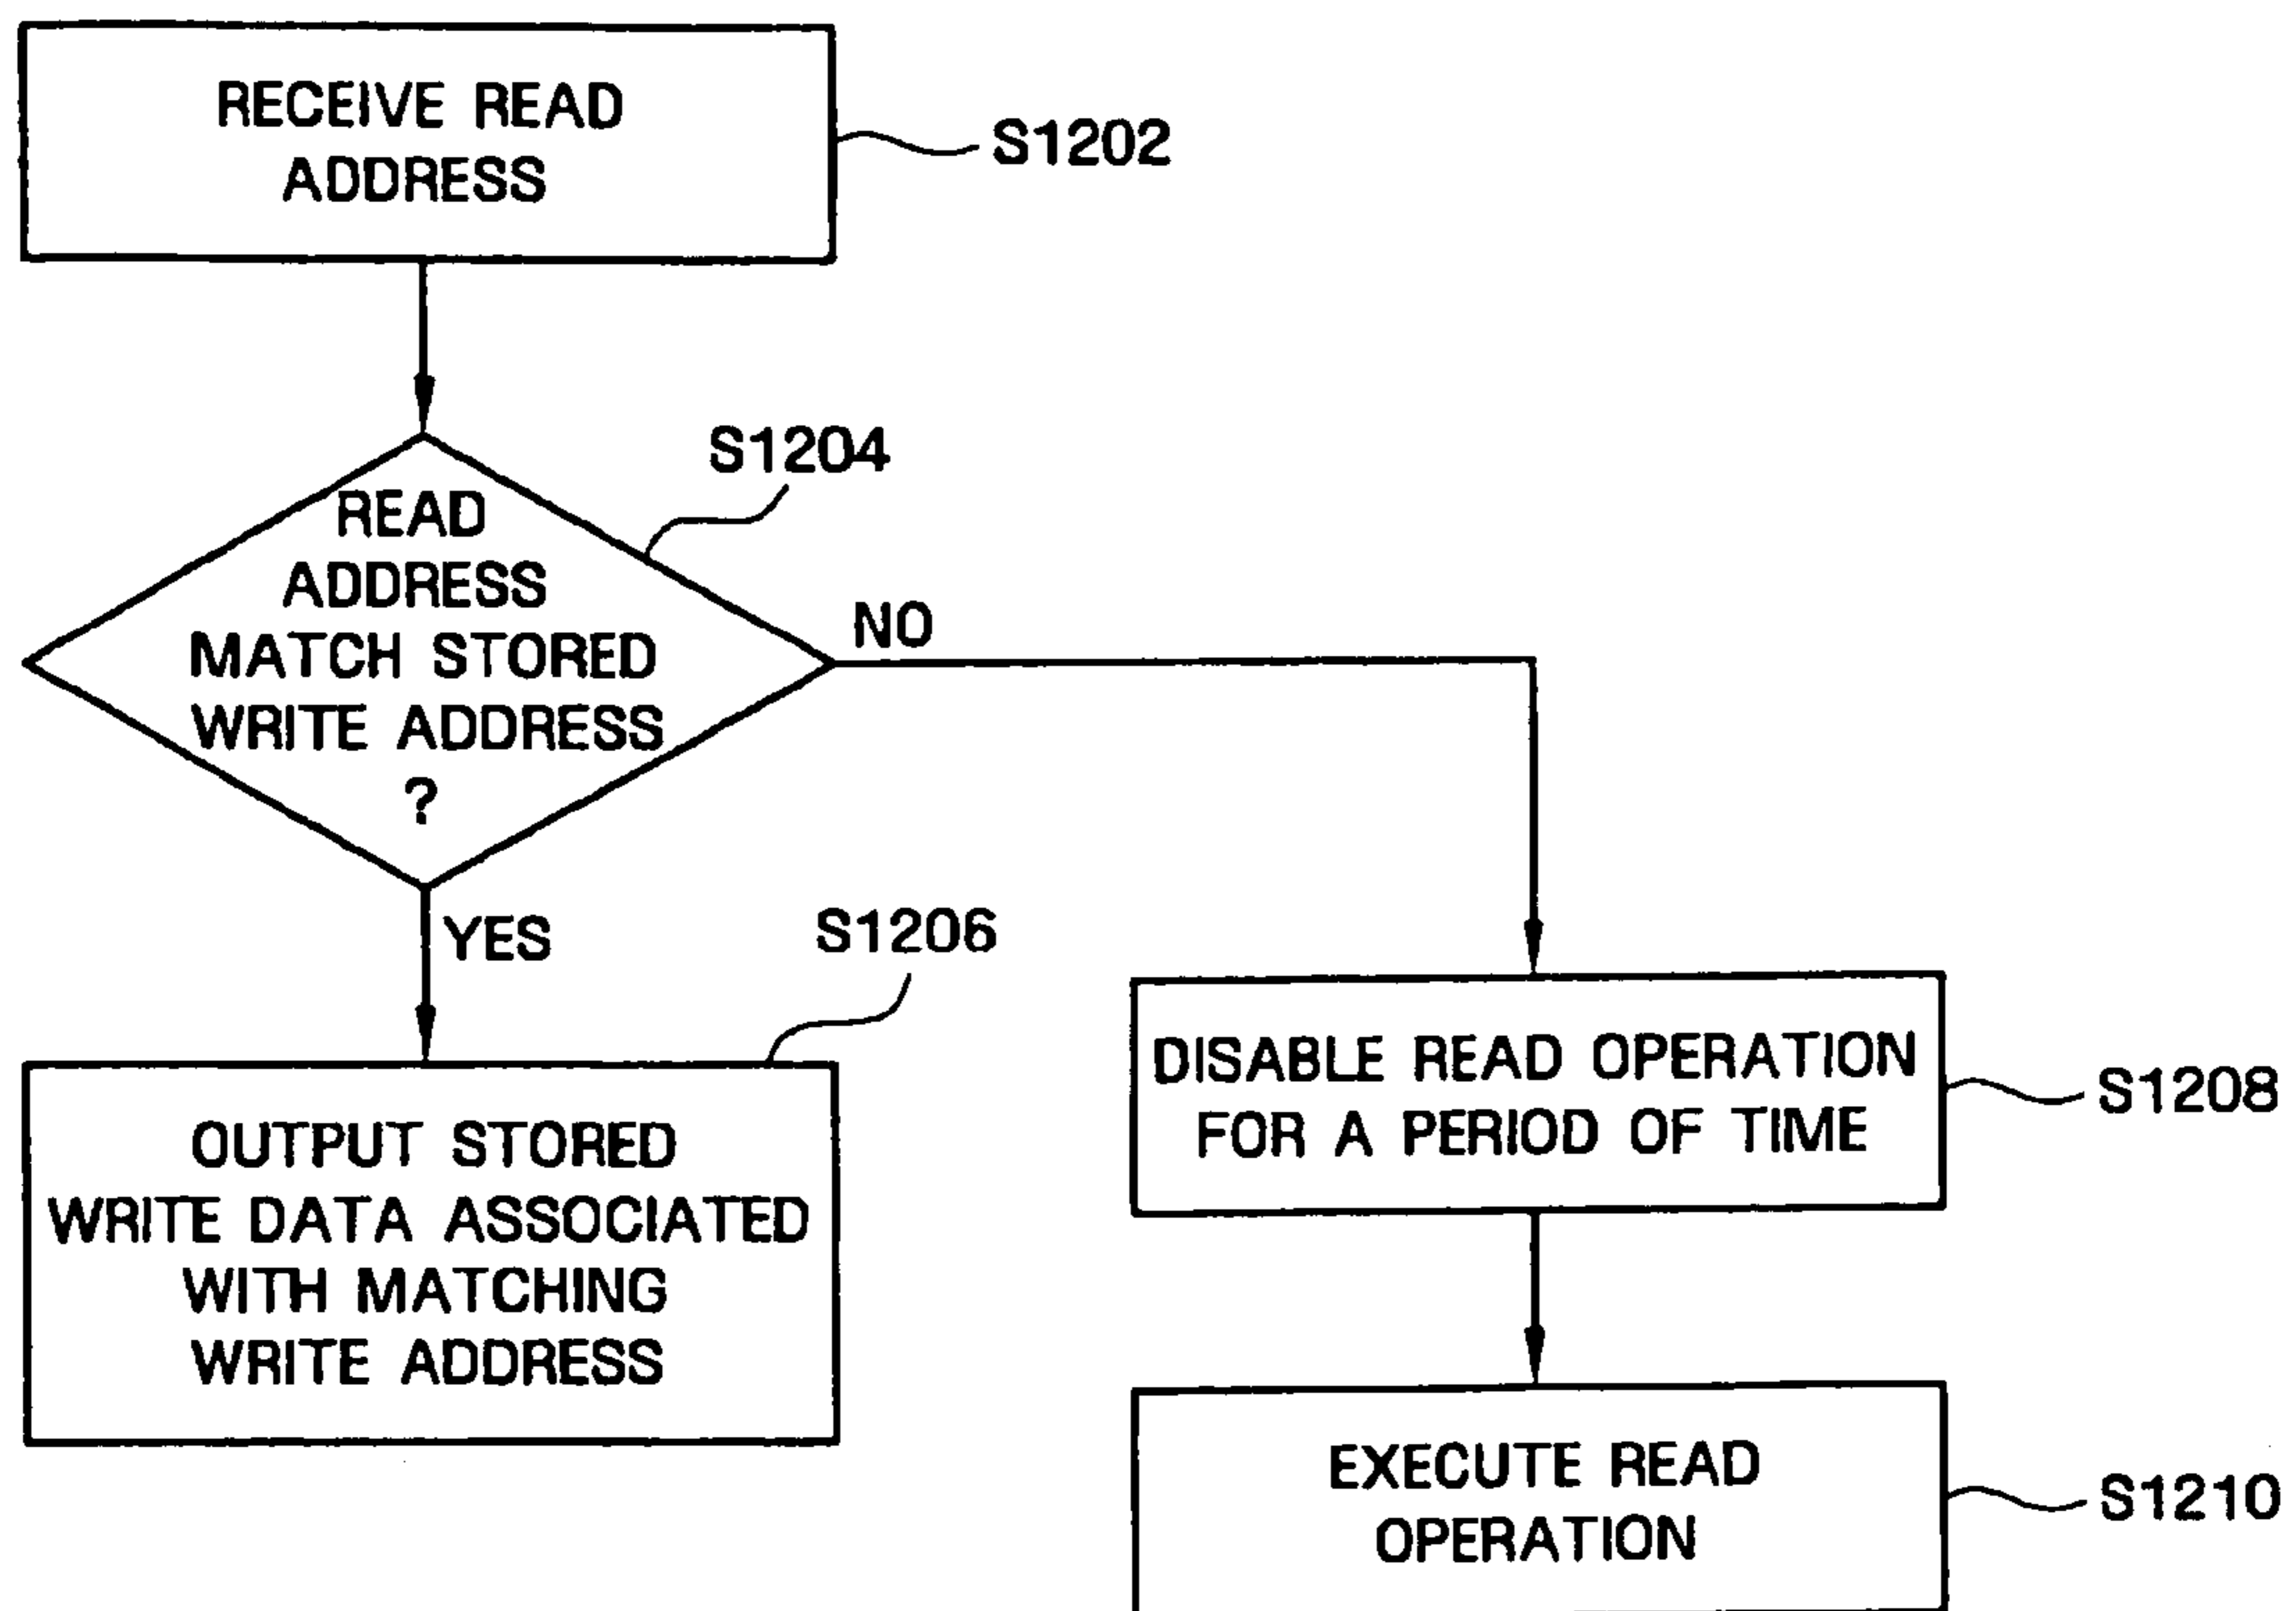 RECEIVE READ
ADDRESS
S1202
S1204
READ
ADDRESS
MATCH STORED
WRITE ADDRESS
?
NO
YES
S1206
OUTPUT STORED
WRITE DATA ASSOCIATED
WITH MATCHING
WRITE ADDRESS
DISABLE READ OPERATION
FOR A PERIOD OF TIME
S1208
EXECUTE READ
OPERATION
S1210